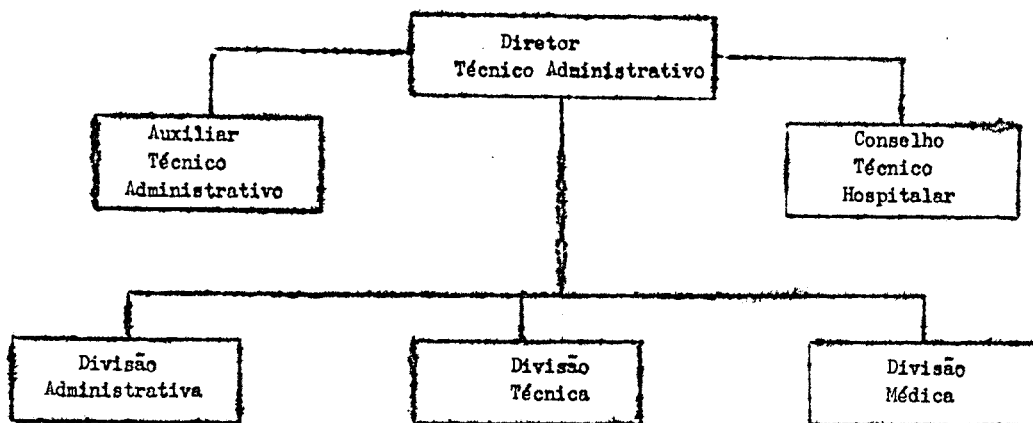 Diretor
Técnico Administrativo
Auxiliar
Técnico
Administrativo
Conselho
Técnico
Hospitalar
Divisão
Administrativa
Divisão
Técnica
Divisão
Médica